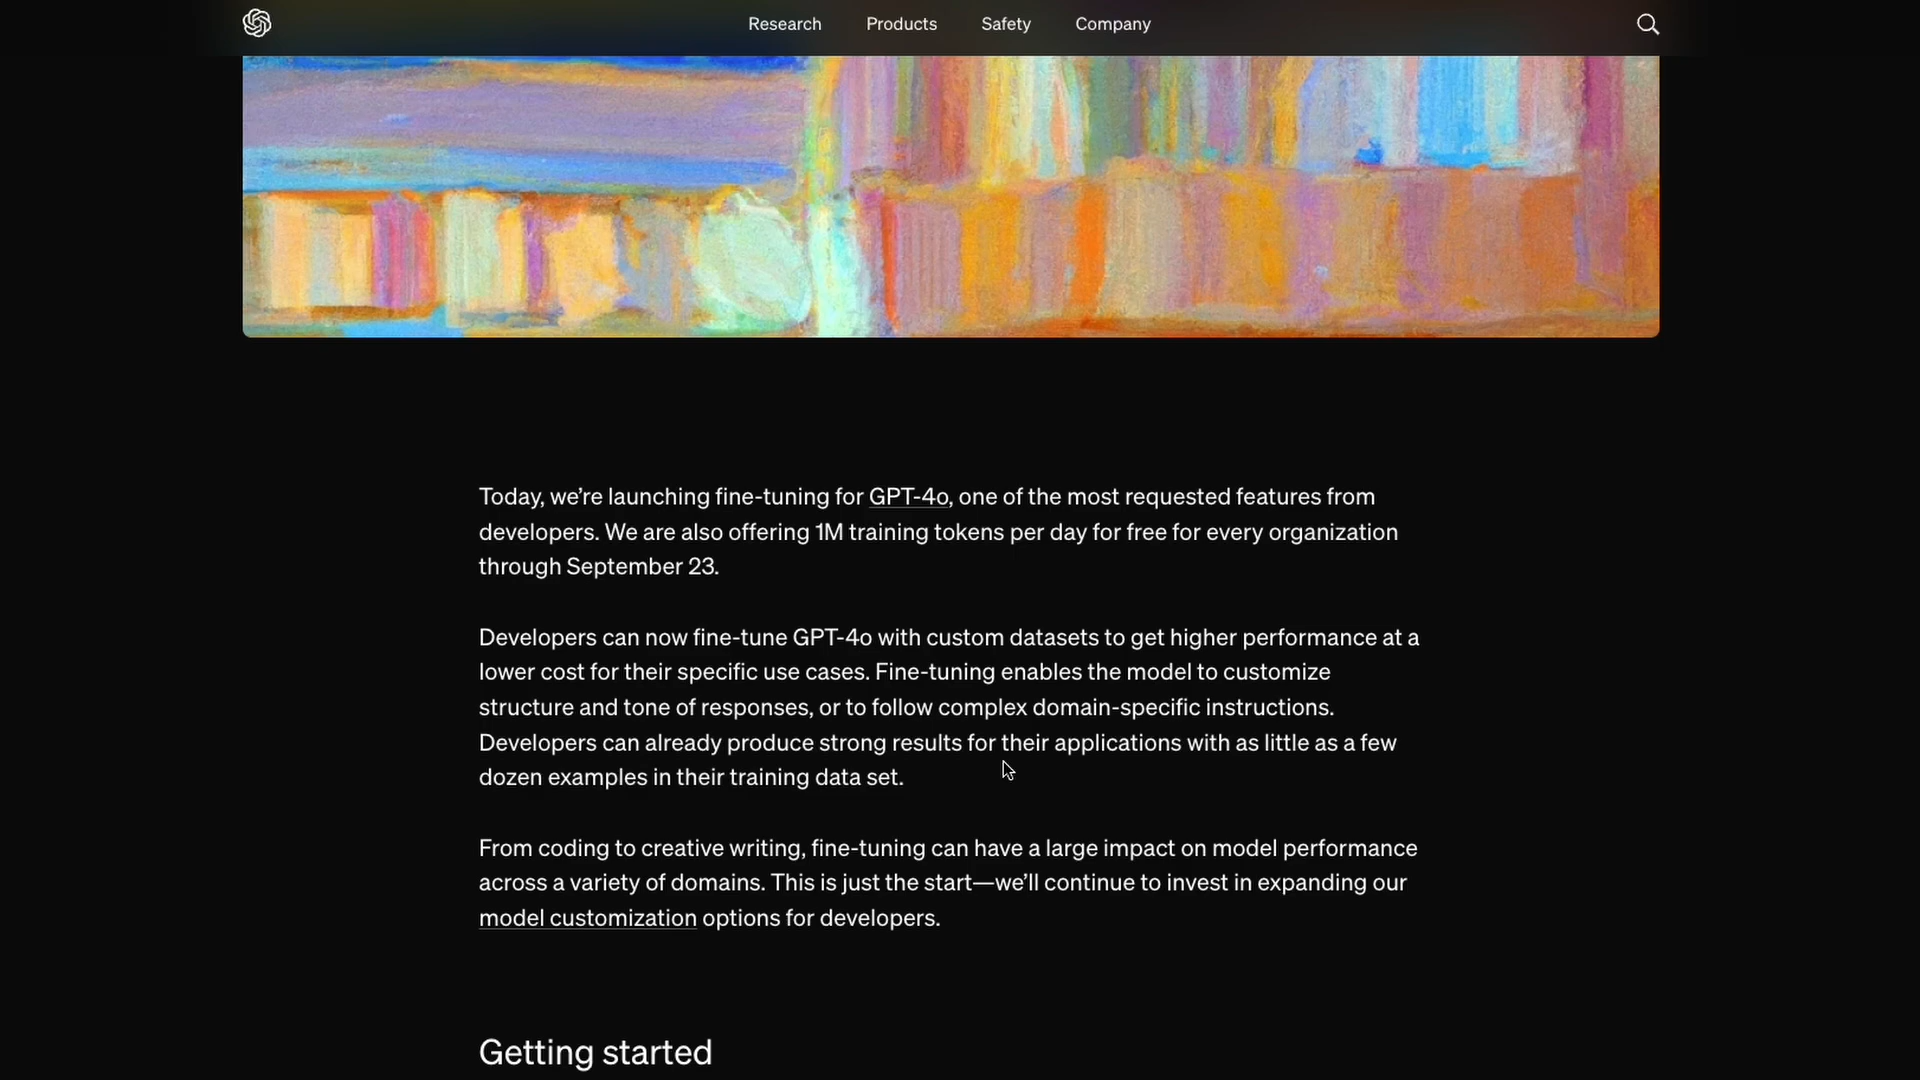 Research Products Safety Company
Today, we’re launching fine-tuning for GPT-4o, one of the most requested features from
developers. We are also offering 1M training tokens per day for free for every organization
through September 23.
Developers can now fine-tune GPT-4o with custom datasets to get higher performance at a
lower cost for their specific use cases. Fine-tuning enables the model to customize
structure and tone of responses, or to follow complex domain-specific instructions.
Developers can already produce strong results for their applications with as little as a few
dozen examples in their training data set.
From coding to creative writing, fine-tuning can have a large impact on model performance
across a variety of domains. This is just the start—we’ll continue to invest in expanding our
model customization options for developers.
Getting started